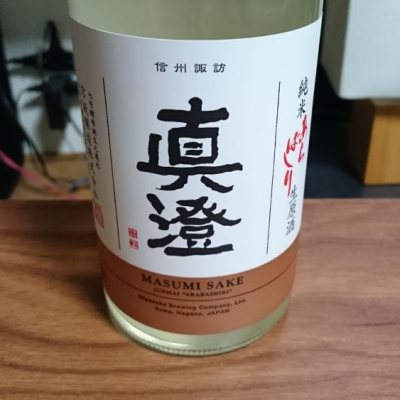 信州諏訪
純米あらばしり生原酒
真澄
MASUMI SAKE
JUNMAI "ARABASHIRI"
Miyasaka Brewing Company, Ltd.
Suwa, Nagano, JAPAN